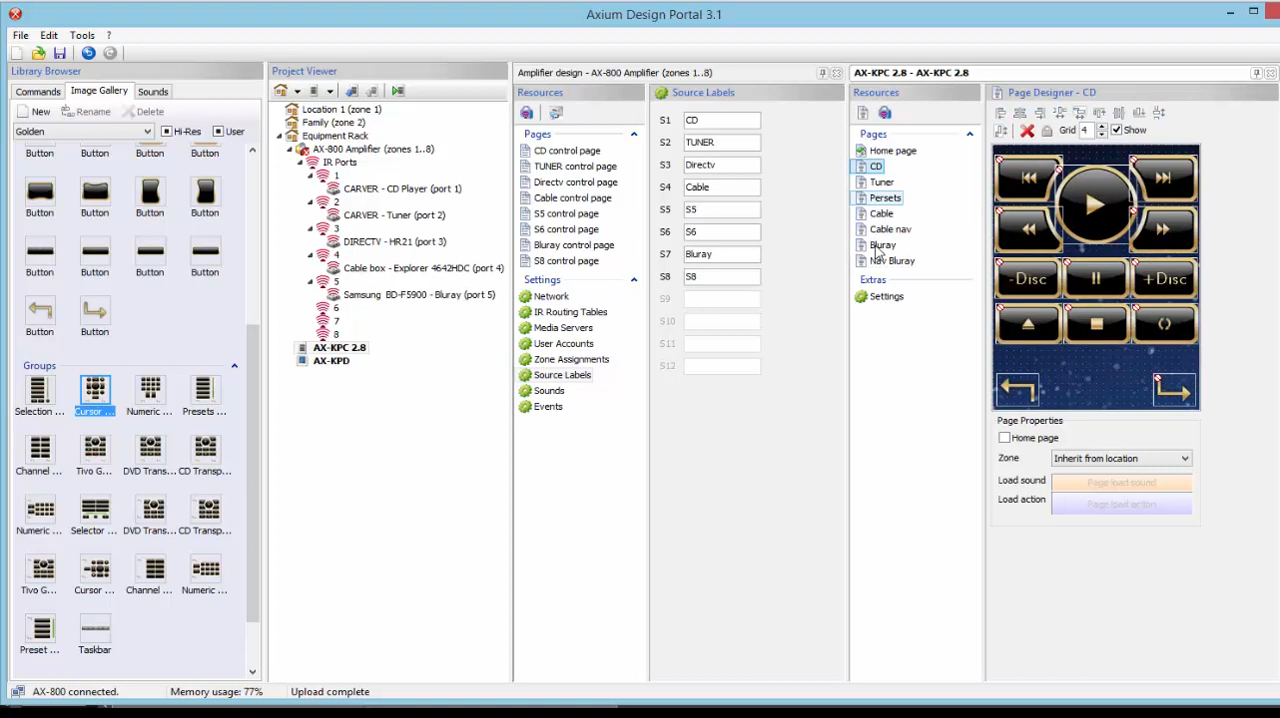 Axium Design Portal 3.1
File Edit Tools ?
Library Browser
Commands Image Gallery Sounds
New Rename Delete
Golden Hi-Res User
Button Button Button Button
Button Button Button Button
Button Button Button Button
Button Button
Groups
Selection ... Cursor ... Numeric ... Presets ...
Channel ... Tivo G... DVD Trans... CD Transp...
Numeric ... Selector ... DVD Trans... CD Transp...
Tivo G... Cursor ... Channel ... Numeric ...
Preset ... Taskbar
Project Viewer
Location 1 (zone 1)
Family (zone 2)
Equipment Rack
AX-800 Amplifier (zones 1..8)
IR Ports
1
CARVER - CD Player (port 1)
2
CARVER - Tuner (port 2)
3
DIRECTV - HR21 (port 3)
4
Cable box - Explorer 4642HDC (port 4)
5
Samsung BD-F5900 - Bluray (port 5)
6
7
8
AX-KPC 2.8
AX-KPD
Amplifier design - AX-800 Amplifier (zones 1..8)
Resources
Pages
CD control page
TUNER control page
Directv control page
Cable control page
S5 control page
S6 control page
Bluray control page
S8 control page
Settings
Network
IR Routing Tables
Media Servers
User Accounts
Zone Assignments
Source Labels
Sounds
Events
Source Labels
S1 CD
S2 TUNER
S3 Directv
S4 Cable
S5 S5
S6 S6
S7 Bluray
S8 S8
S9
S10
S11
S12
AX-KPC 2.8 - AX-KPC 2.8
Resources
Pages
Home page
CD
Tuner
Persets
Cable
Cable nav
Bluray
Nav Bluray
Extras
Settings
Page Designer - CD
Grid 4 Show
-Disc +Disc
Page Properties
Home page
Zone Inherit from location
Load sound Page load sound
Load action Page load action
AX-800 connected. Memory usage: 77% Upload complete